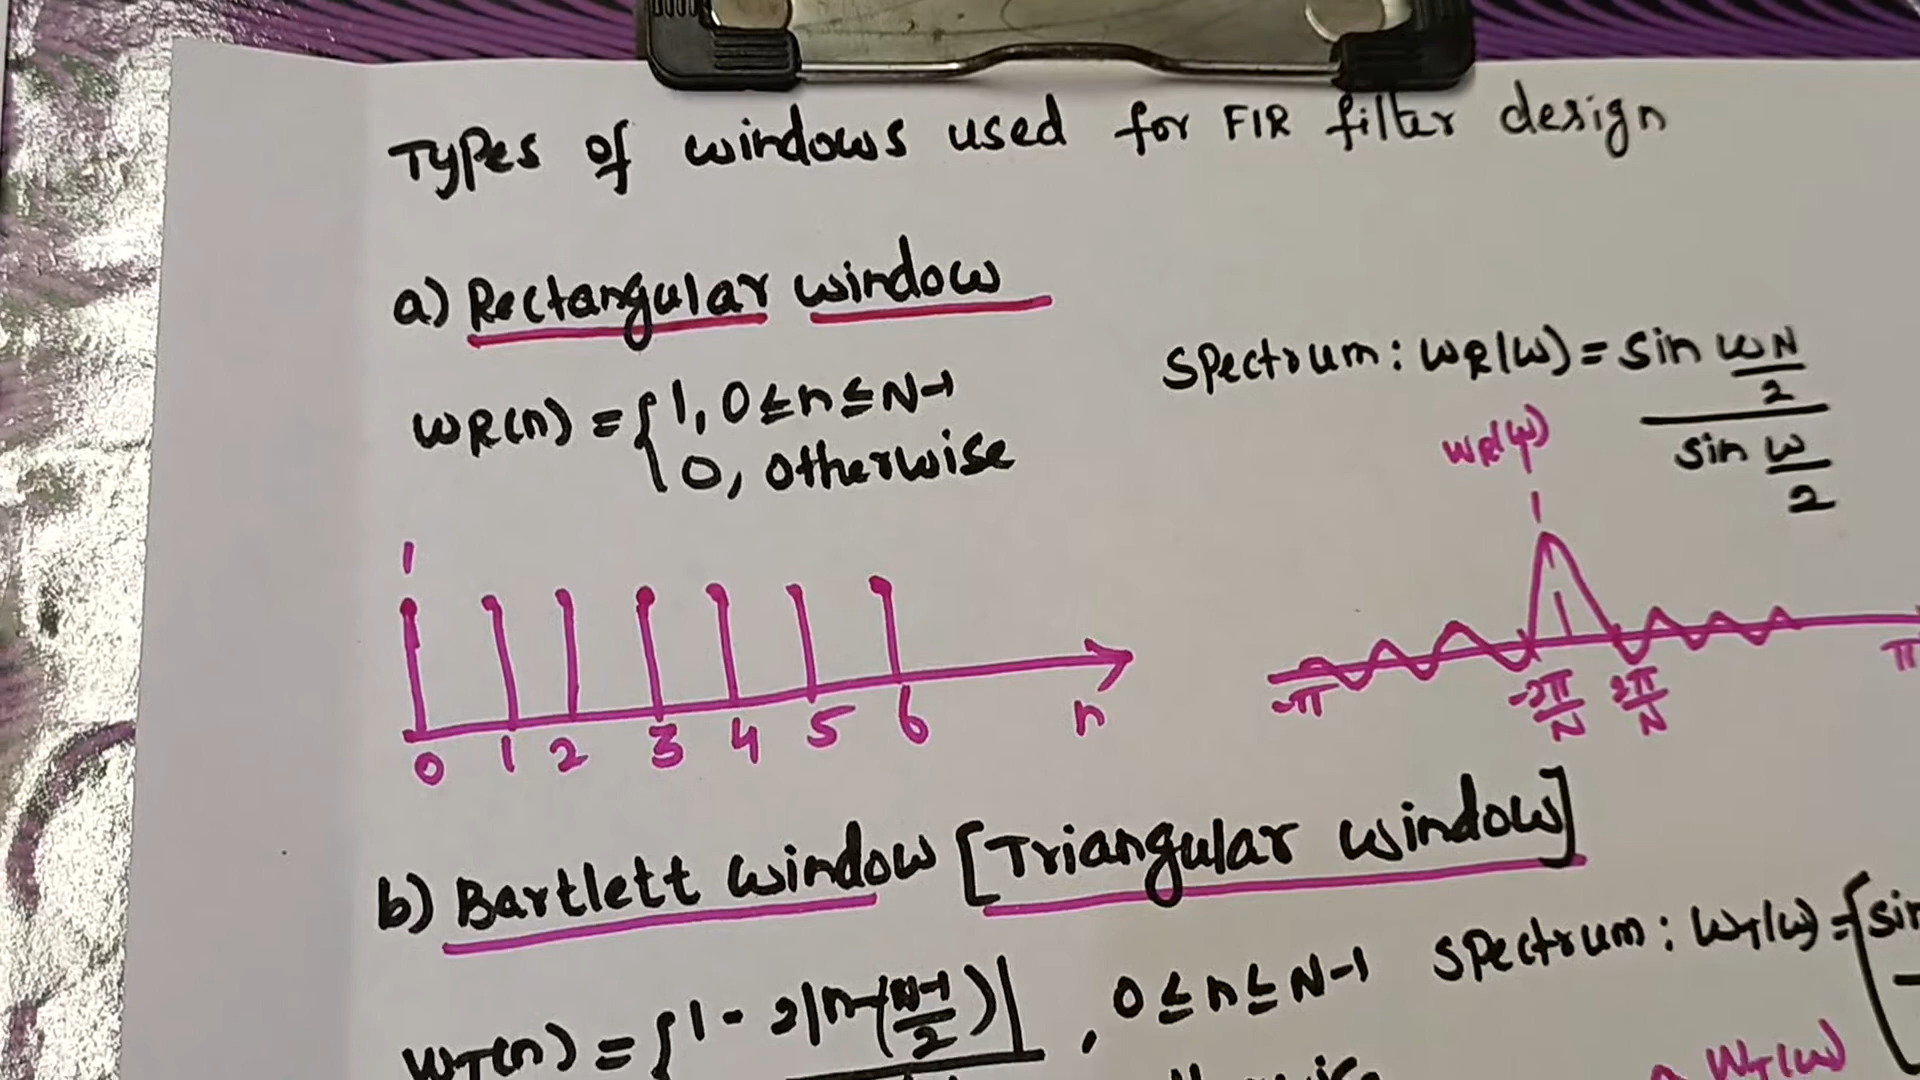 Types of windows used for FIR filter design
a) Rectangular window
WR(n) = { 1, 0 ≤ n ≤ N-1
0, otherwise
Spectrum: WR(ω) = sin ωN/2
sin ω/2
WR(ω)
1
1
0 1 2 3 4 5 6 n
-π -2π/N 2π/N π
b) Bartlett window [Triangular window]
WT(n) = { 1 - 2|n-(N-1/2)| , 0 ≤ n ≤ N-1
Spectrum: WT(ω) = [sin
WT(ω)